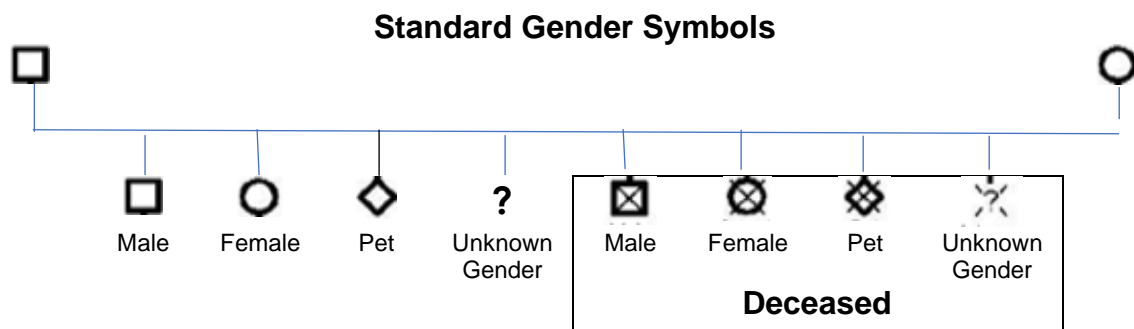 Standard Gender Symbols
?
?
Male
Female
Pet
Unknown
Gender
Male
Female
Pet
Unknown
Gender
Deceased